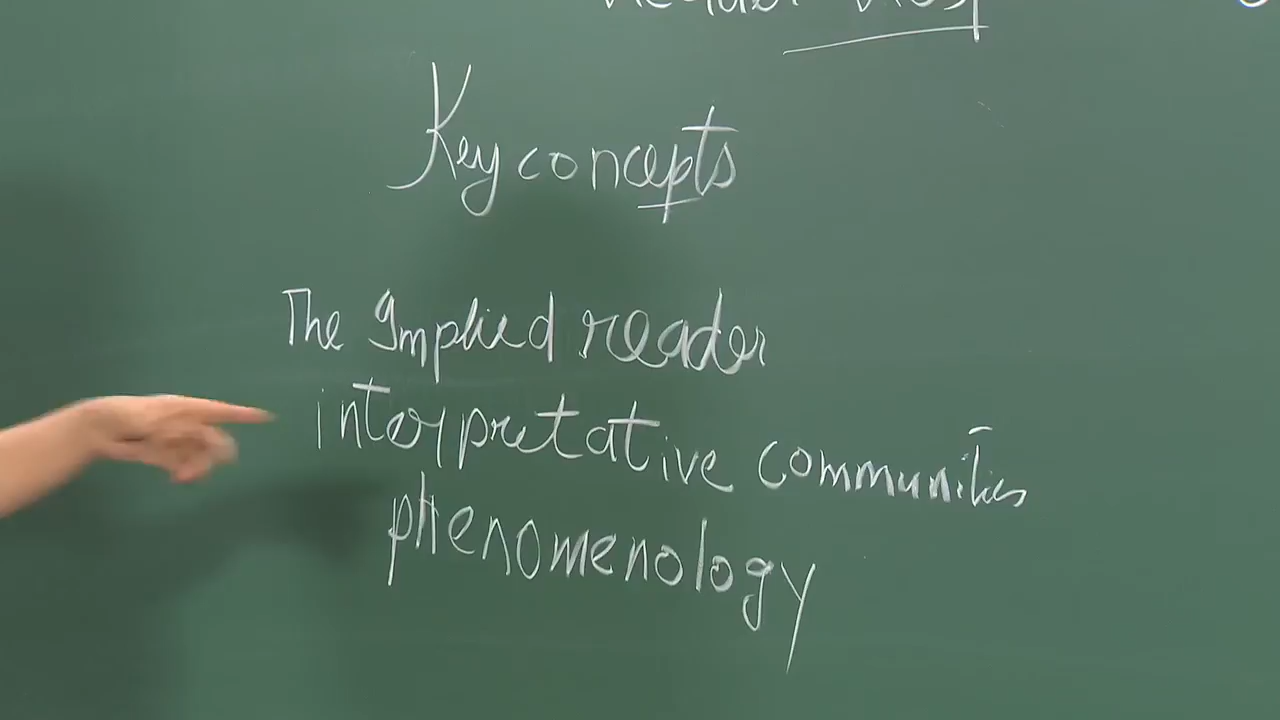 Key concepts
The Implied reader
interpretative communities
phenomenology